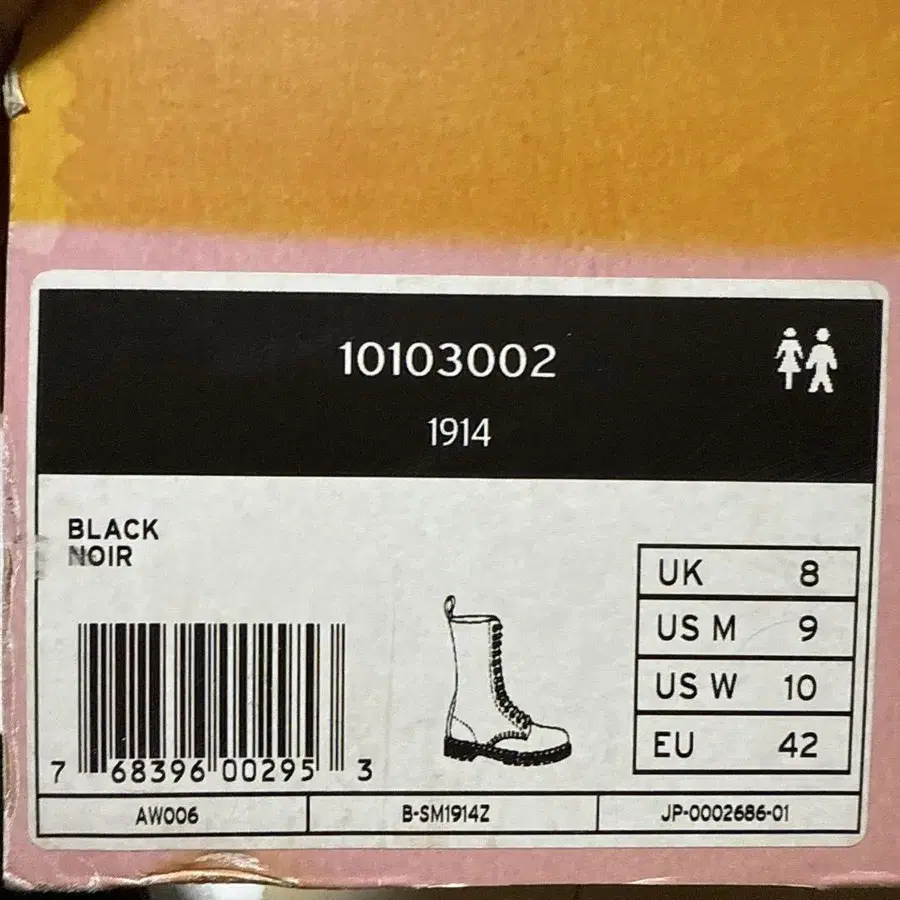 10103002
1914
BLACK
NOIR
UK 8
US M 9
US W 10
EU 42
7 68396 00295 3
AW006
B-SM1914Z
JP-0002686-01